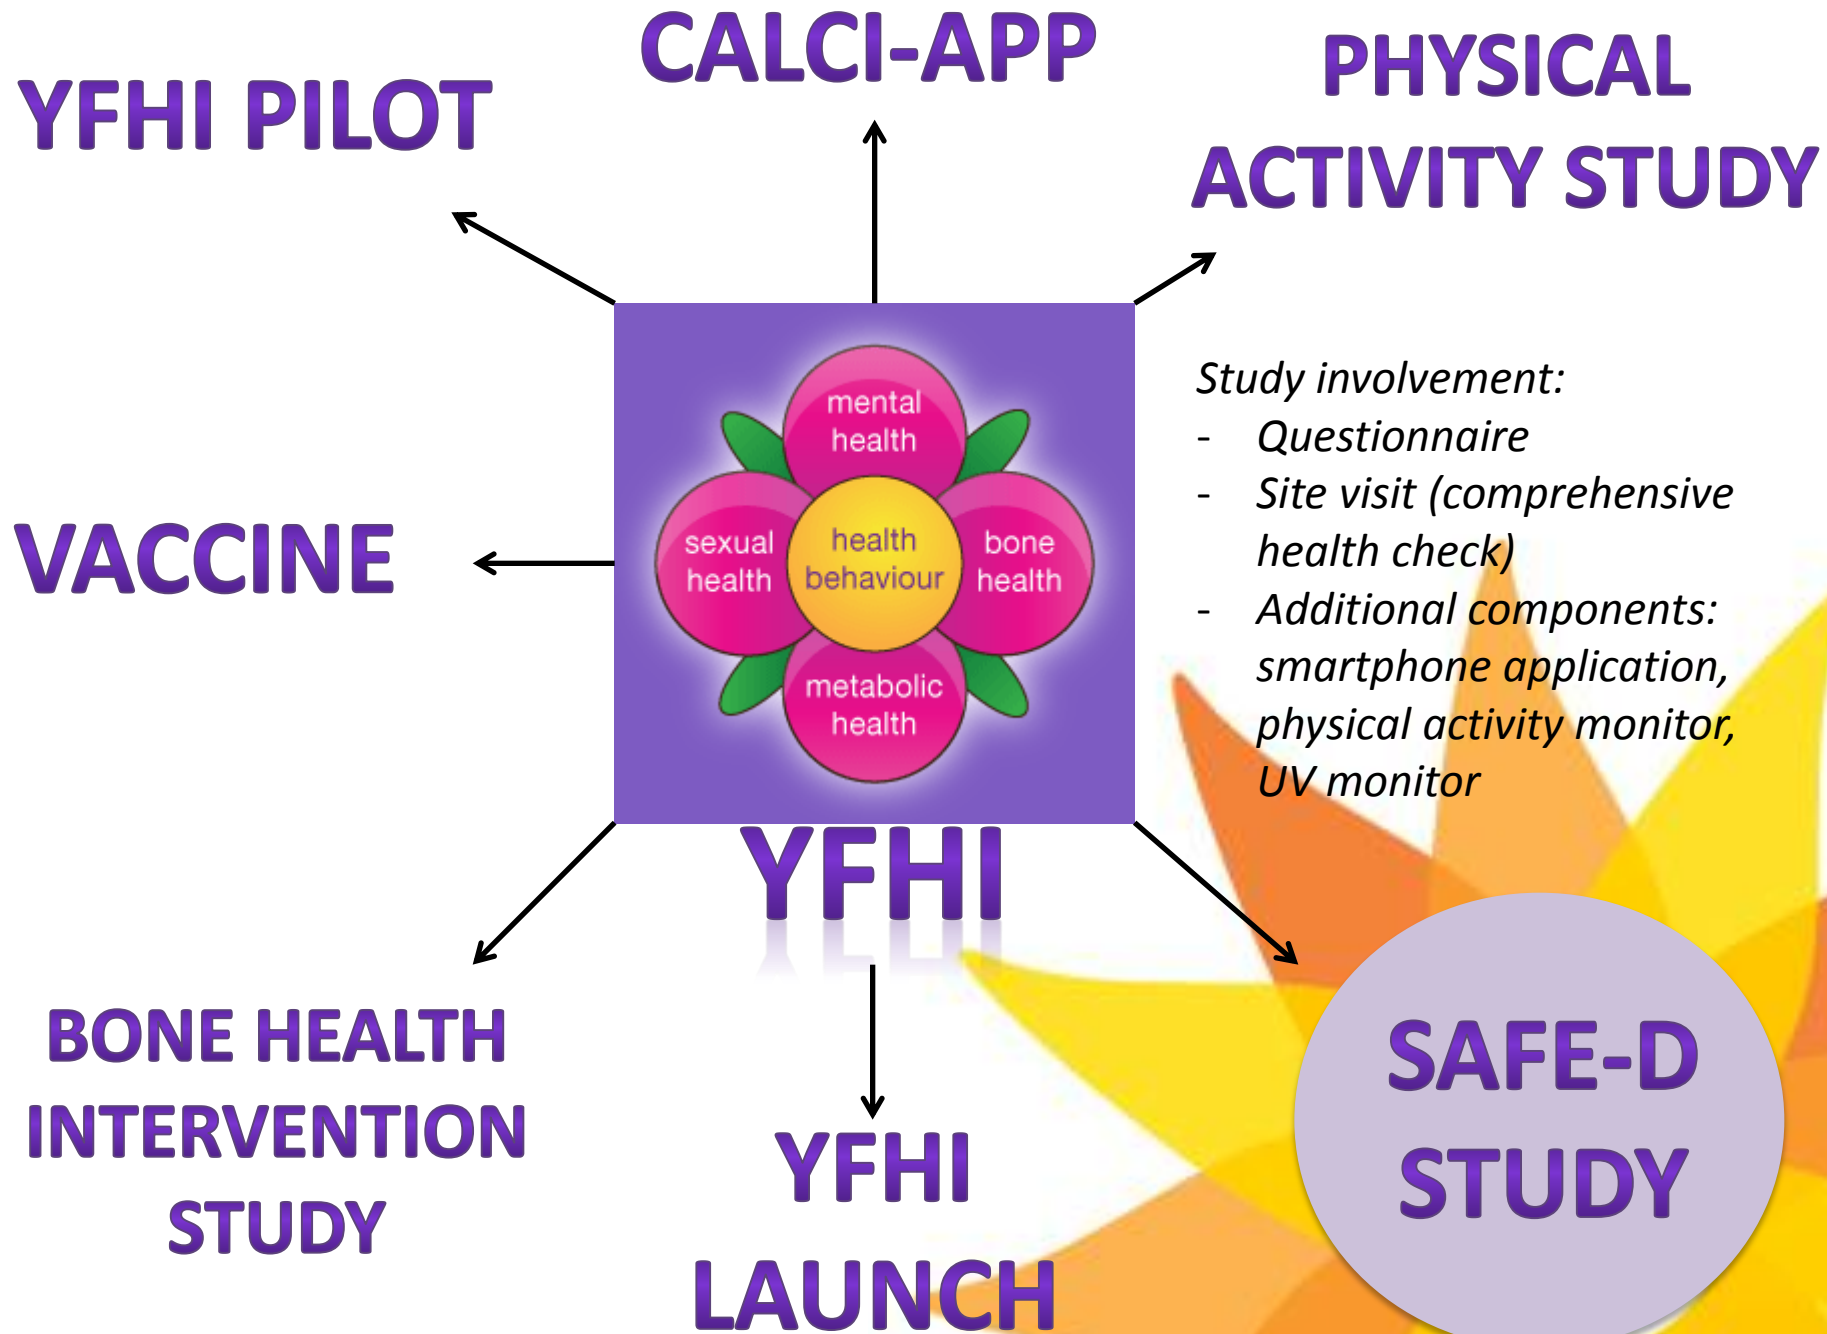 CALCI-APP
YFHI PILOT
PHYSICAL
ACTIVITY STUDY
mental
health
sexual
health
health
behaviour
bone
health
metabolic
health
YFHI
VACCINE
Study involvement:
- Questionnaire
- Site visit (comprehensive
health check)
- Additional components:
smartphone application,
physical activity monitor,
UV monitor
BONE HEALTH
INTERVENTION
STUDY
YFHI
LAUNCH
SAFE-D
STUDY